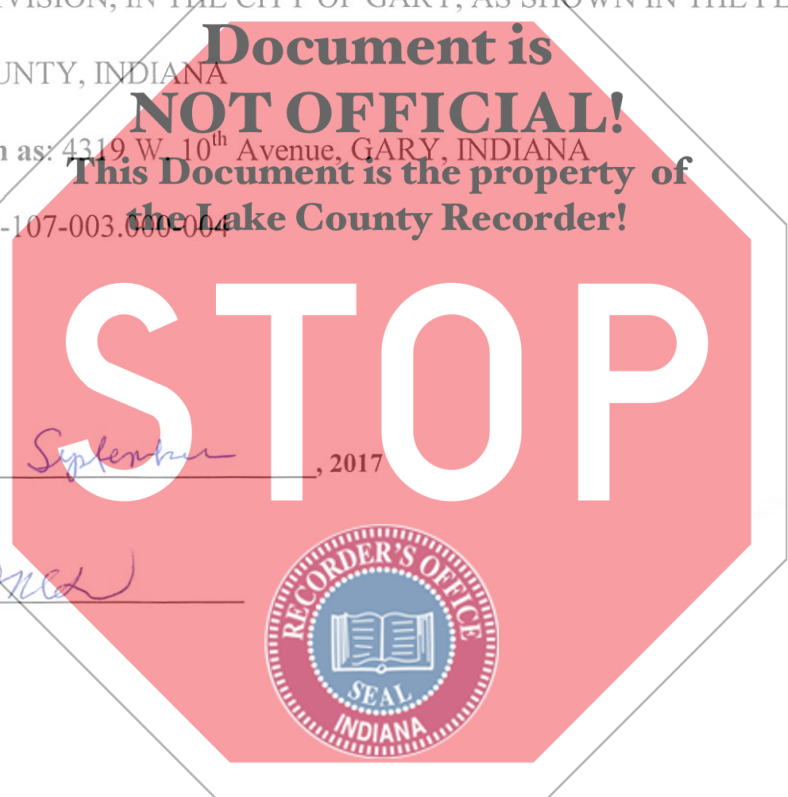 VISION, IN THE CITY OF GARY, AS SHOWN IN THE
Document is
UNTY, INDIANA
NOT OFFICIAL!
n as: 4319 W. 10th Avenue, GARY, INDIANA
This Document is the property of
-107-003.000-004
the Lake County Recorder!
STOP
September, 2017
RECORDER'S OFFICE
SEAL
INDIANA